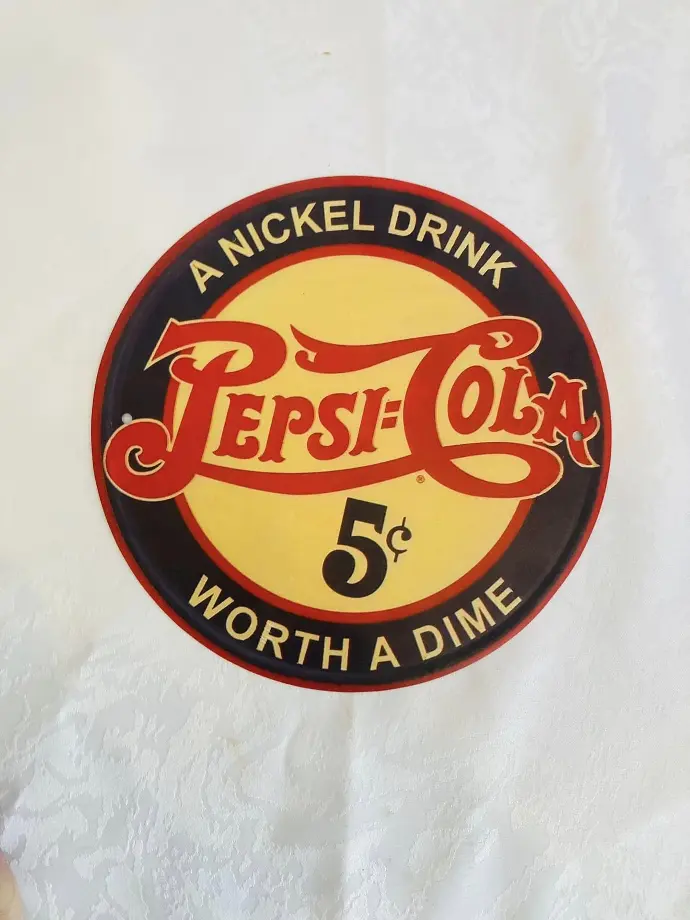 A NICKEL DRINK
PEPSI=COLA
®
5¢
WORTH A DIME